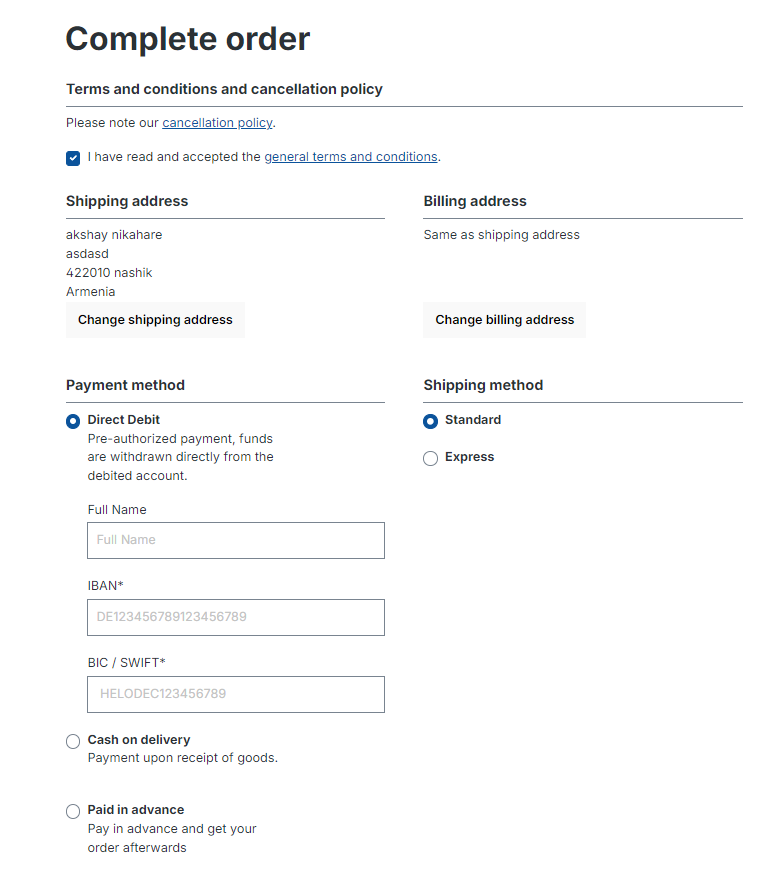 Complete order
Terms and conditions and cancellation policy
Please note our cancellation policy.
I have read and accepted the general terms and conditions.
Shipping address
akshay nikahare
asdasd
422010 nashik
Armenia
Change shipping address
Billing address
Same as shipping address
Change billing address
Payment method
Direct Debit
Pre-authorized payment, funds
are withdrawn directly from the
debited account.
Full Name
Full Name
IBAN*
DE123456789123456789
BIC / SWIFT*
HELODEC123456789
Cash on delivery
Payment upon receipt of goods.
Paid in advance
Pay in advance and get your
order afterwards
Shipping method
Standard
Express